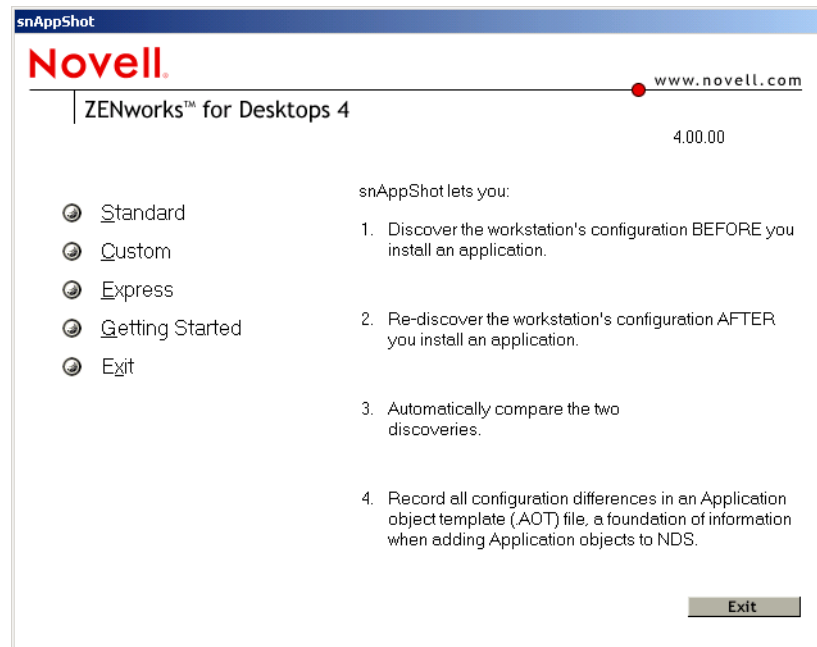 snAppShot
Novell®
www.novell.com
ZENworks™ for Desktops 4
4.00.00
Standard
Custom
Express
Getting Started
Exit
snAppShot lets you:
1. Discover the workstation's configuration BEFORE you
install an application.
2. Re-discover the workstation's configuration AFTER
you install an application.
3. Automatically compare the two
discoveries.
4. Record all configuration differences in an Application
object template (.AOT) file, a foundation of information
when adding Application objects to NDS.
Exit